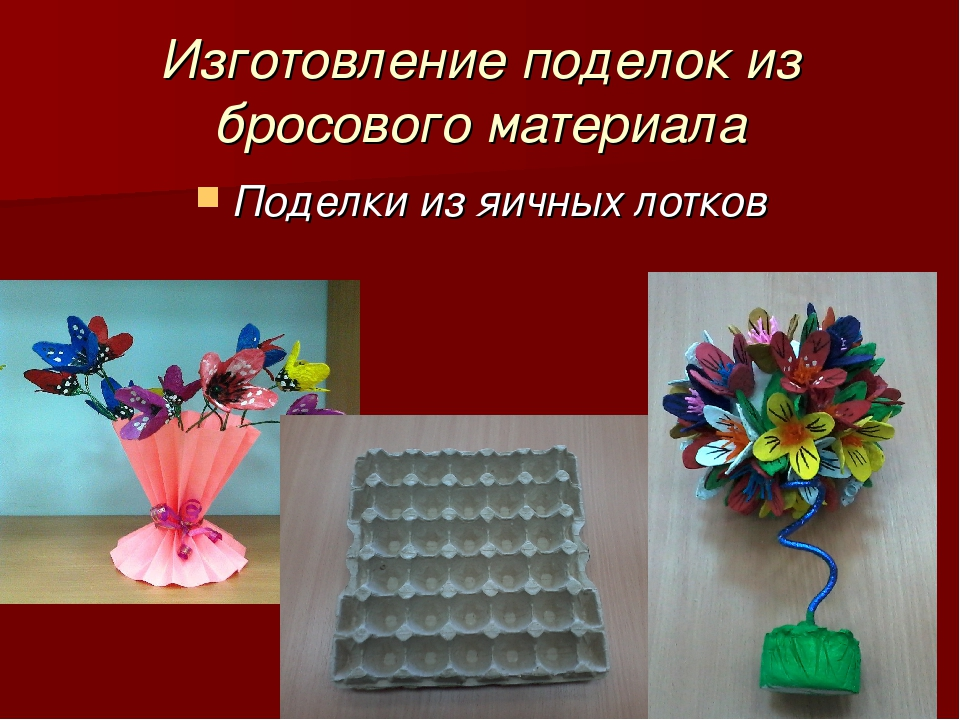 Изготовление поделок из
бросового материала
Поделки из яичных лотков